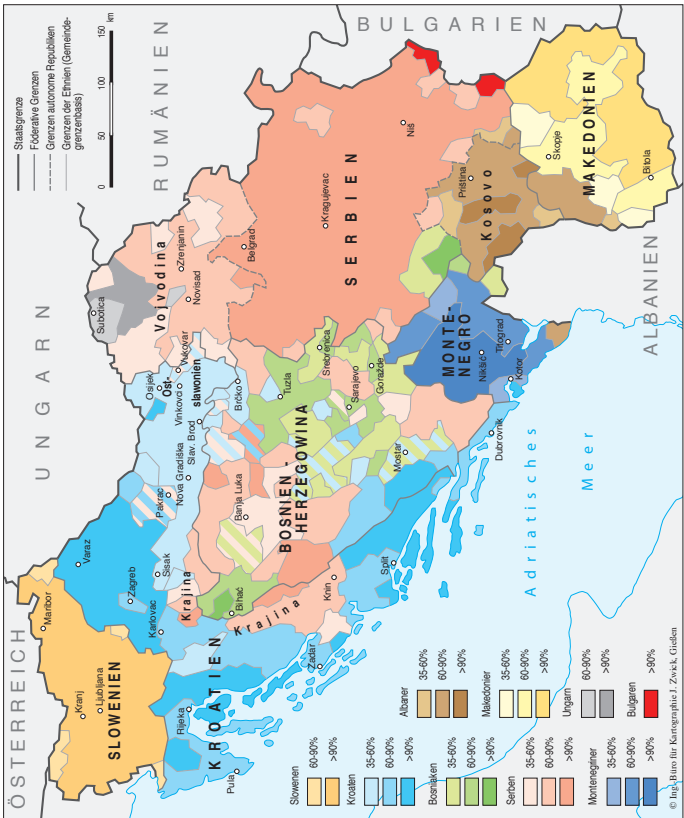 ÖSTERREICH
UNGARN
RUMÄNIEN
BULGARIEN
ALBANIEN
Adriatisches
Meer
Staatsgrenze
Föderative Grenzen
Grenzen autonome Republiken
Grenzen der Ethnien (Gemeinde-
grenzenbasis)
0 50 100 150
km
SLOWENIEN
Maribor
Kranj
Ljubljana
KROATIEN
Varaz
Zagreb
Karlovac
Sisak
Rijeka
Pula
Zadar
Krajina
Krajina
Knin
Split
Dubrovnik
Pakrac
Nova Gradiška
Slav. Brod
Osijek
Ost-
slawonien
Vinkovci
Vukovar
BOSNIEN -
HERZEGOWINA
Bihać
Banja Luka
Brčko
Tuzla
Srebrenica
Sarajevo
Goražde
Mostar
Vojvodina
Subotica
Zrenjanin
Novisad
SERBIEN
Belgrad
Kragujevac
Niš
MONTE-
NEGRO
Nikšić
Titograd
Kotor
Kosovo
Priština
MAKEDONIEN
Skopje
Bitola
Slowenen
60-90%
>90%
Kroaten
35-60%
60-90%
>90%
Bosniaken
35-60%
60-90%
>90%
Serben
35-60%
60-90%
>90%
Montenegriner
35-60%
60-90%
>90%
Albaner
35-60%
60-90%
>90%
Makedonier
35-60%
60-90%
>90%
Ungarn
60-90%
>90%
Bulgaren
>90%
© Ing.-Büro für Kartographie J. Zwick, Gießen